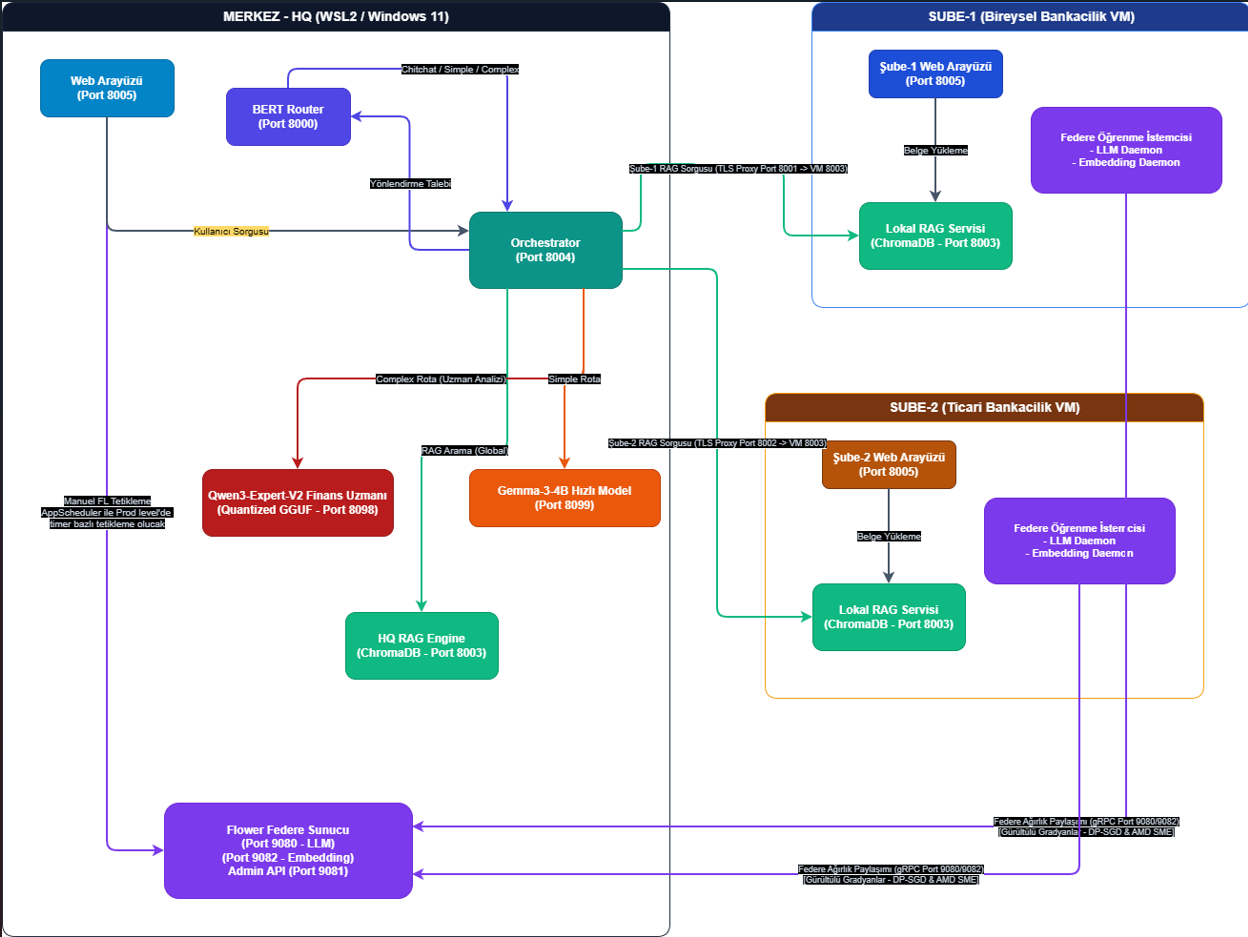 MERKEZ - HQ (WSL2 / Windows 11)
Web Arayüzü
(Port 8005)
BERT Router
(Port 8000)
Chitchat / Simple / Complex
Yönlendirme Talebi
Kullanıcı Sorgusu
Orchestrator
(Port 8004)
Complex Rota (Uzman Analizi)
Simple Rota
RAG Arama (Global)
Qwen3-Expert-V2 Finans Uzmanı
(Quantized GGUF - Port 8098)
Gemma-3-4B Hızlı Model
(Port 8099)
Manuel FL Tetikleme
AppScheduler ile Prod level'de
timer bazlı tetikleme olucak
HQ RAG Engine
(ChromaDB - Port 8003)
Flower Federe Sunucu
(Port 9080 - LLM)
(Port 9082 - Embedding)
Admin API (Port 9081)
SUBE-1 (Bireysel Bankacilik VM)
Şube-1 Web Arayüzü
(Port 8005)
Belge Yükleme
Federe Öğrenme İstemcisi
- LLM Daemon
- Embedding Daemon
Şube-1 RAG Sorgusu (TLS Proxy Port 8001 -> VM 8003)
Lokal RAG Servisi
(ChromaDB - Port 8003)
SUBE-2 (Ticari Bankacilik VM)
Şube-2 RAG Sorgusu (TLS Proxy Port 8002 -> VM 8003)
Şube-2 Web Arayüzü
(Port 8005)
Belge Yükleme
Federe Öğrenme İstemcisi
- LLM Daemon
- Embedding Daemon
Lokal RAG Servisi
(ChromaDB - Port 8003)
Federe Ağırlık Paylaşımı (gRPC Port 9080/9082)
[Gürültülü Gradyanlar - DP-SGD & AMD SME]
Federe Ağırlık Paylaşımı (gRPC Port 9080/9082)
[Gürültülü Gradyanlar - DP-SGD & AMD SME]